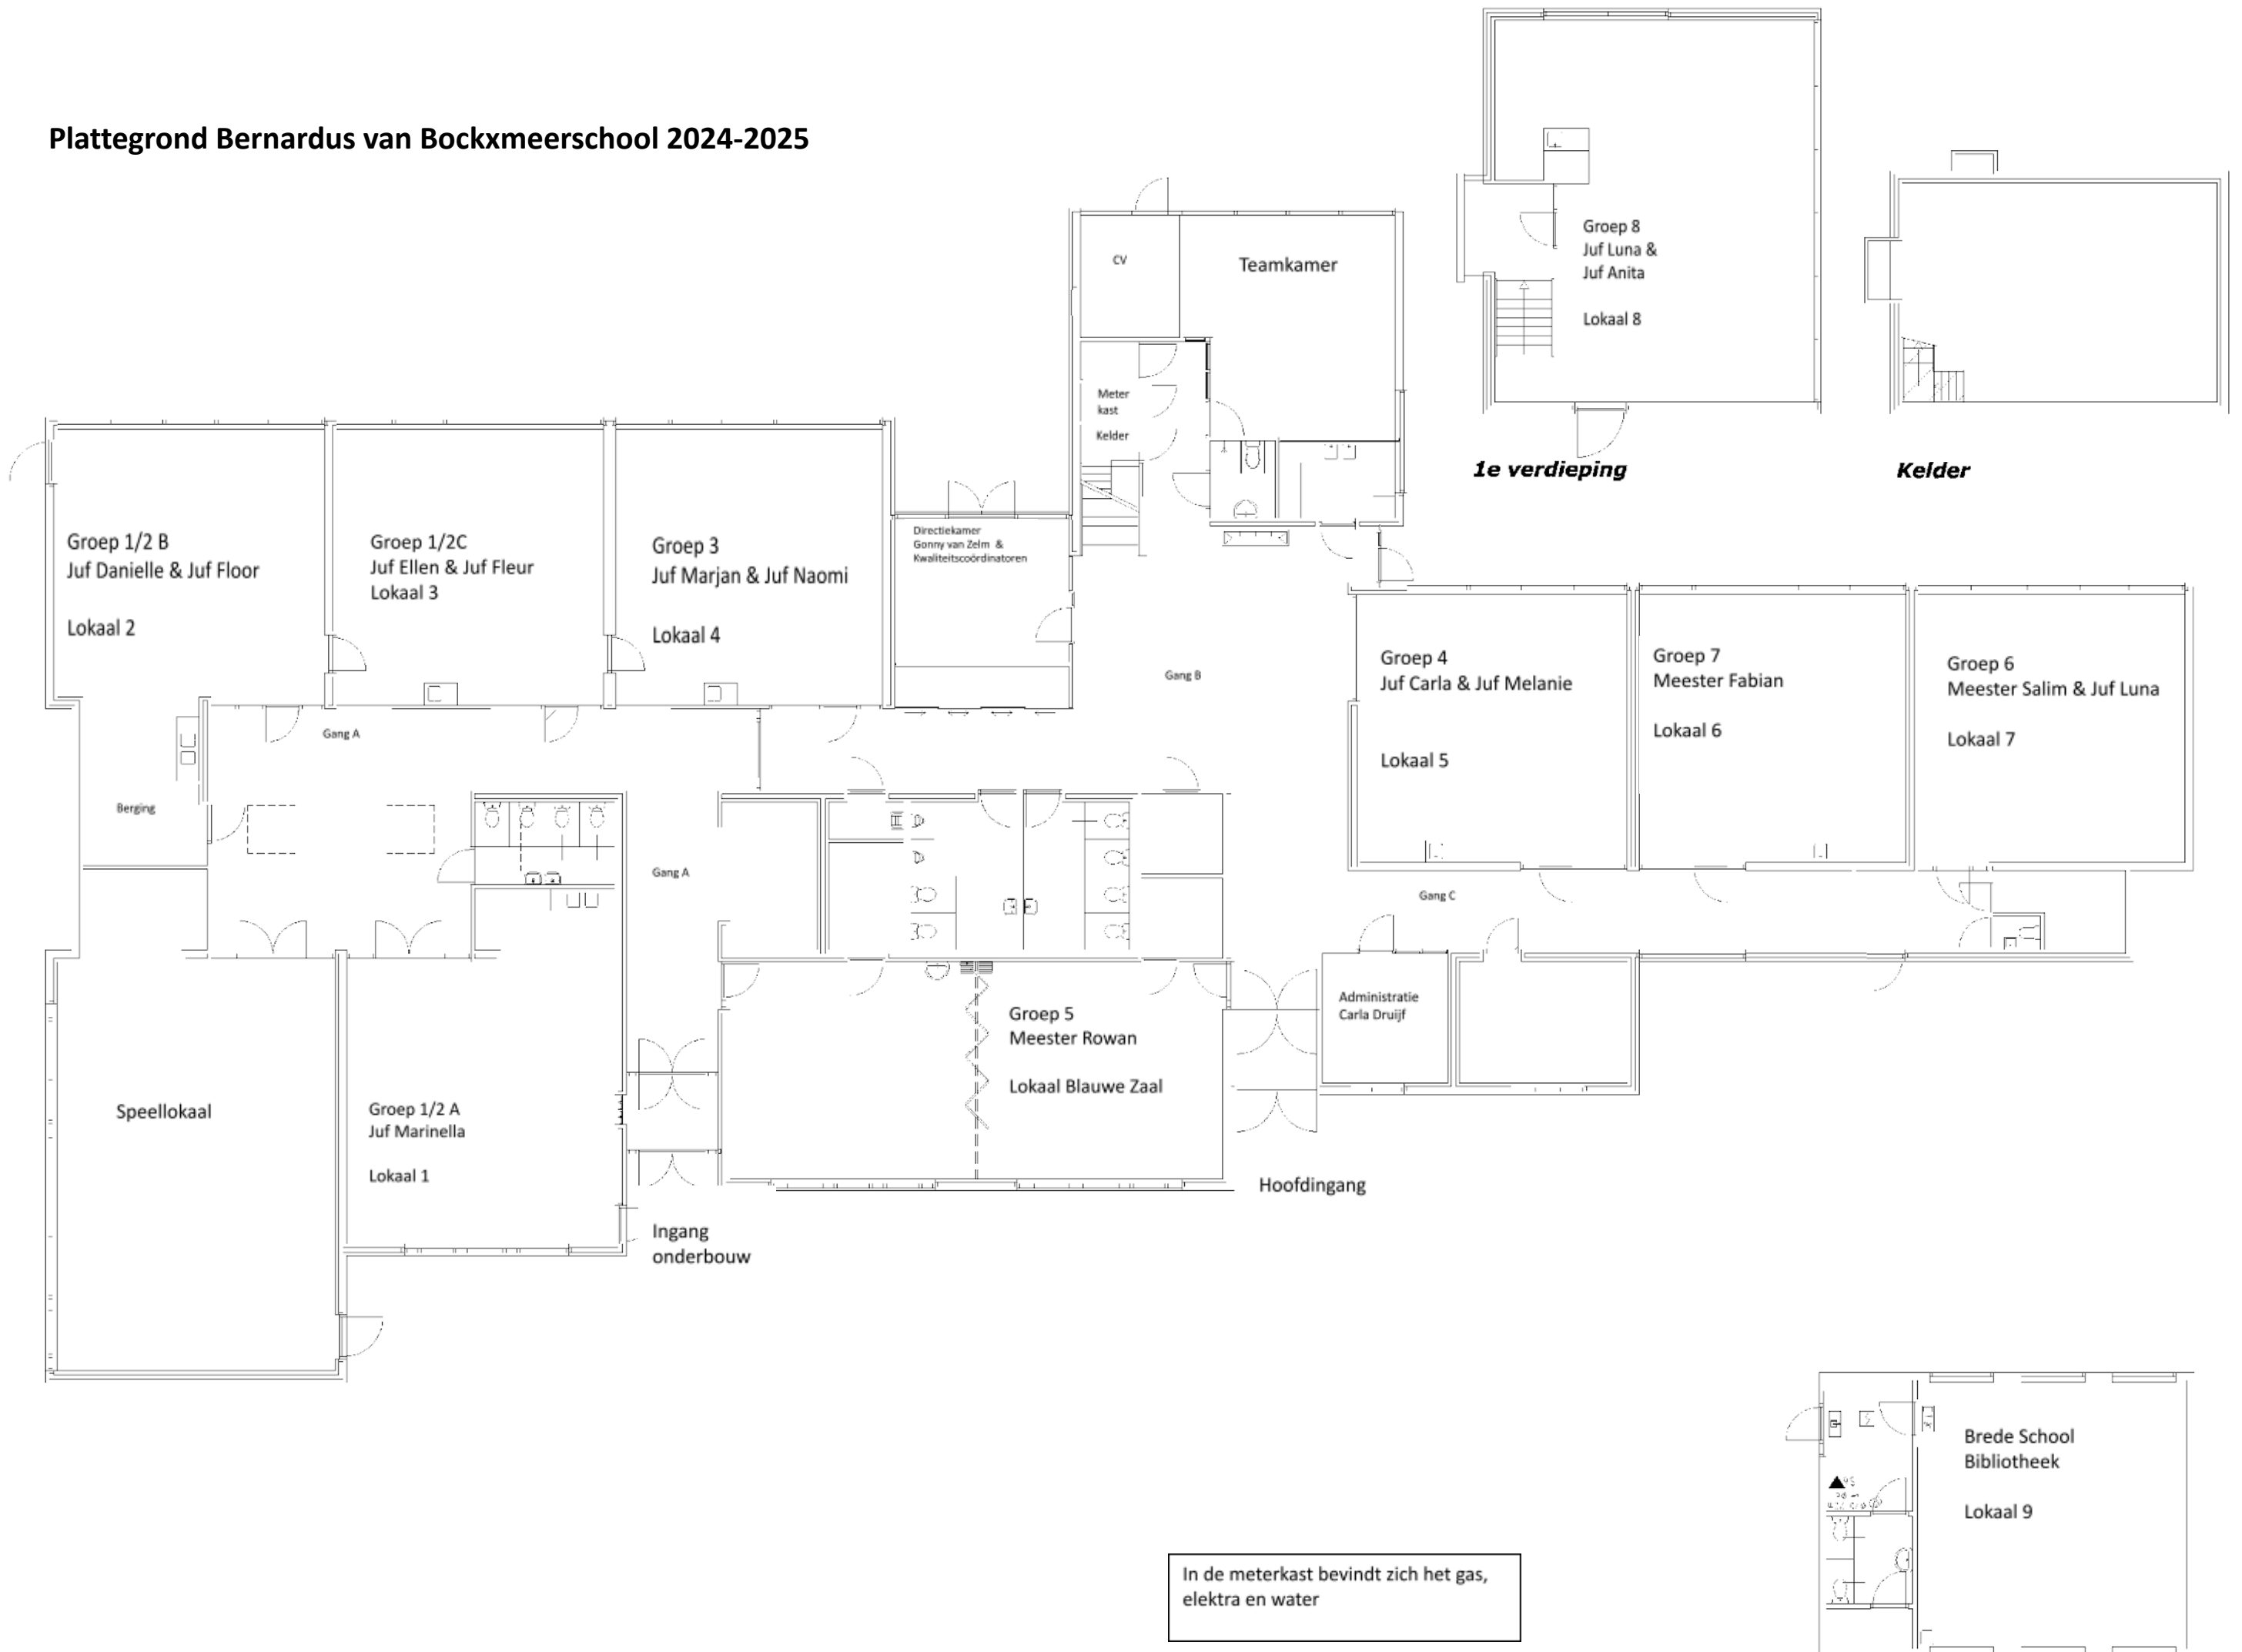 Plattegrond Bernardus van Bockxmeerschool 2024-2025
Groep 8
Juf Luna &
Juf Anita
Lokaal 8
1e verdieping
Kelder
CV
Teamkamer
Meter
kast
Kelder
Groep 1/2 B
Juf Danielle & Juf Floor
Lokaal 2
Groep 1/2C
Juf Ellen & Juf Fleur
Lokaal 3
Groep 3
Juf Marjan & Juf Naomi
Lokaal 4
Directiekamer
Gonny van Zelm &
Kwaliteitscoördinatoren
Gang B
Groep 4
Juf Carla & Juf Melanie
Lokaal 5
Groep 7
Meester Fabian
Lokaal 6
Groep 6
Meester Salim & Juf Luna
Lokaal 7
Gang A
Berging
Gang A
Gang C
Speellokaal
Groep 1/2 A
Juf Marinella
Lokaal 1
Groep 5
Meester Rowan
Lokaal Blauwe Zaal
Administratie
Carla Druijf
Hoofdingang
Ingang
onderbouw
Brede School
Bibliotheek
Lokaal 9
In de meterkast bevindt zich het gas,
elektra en water